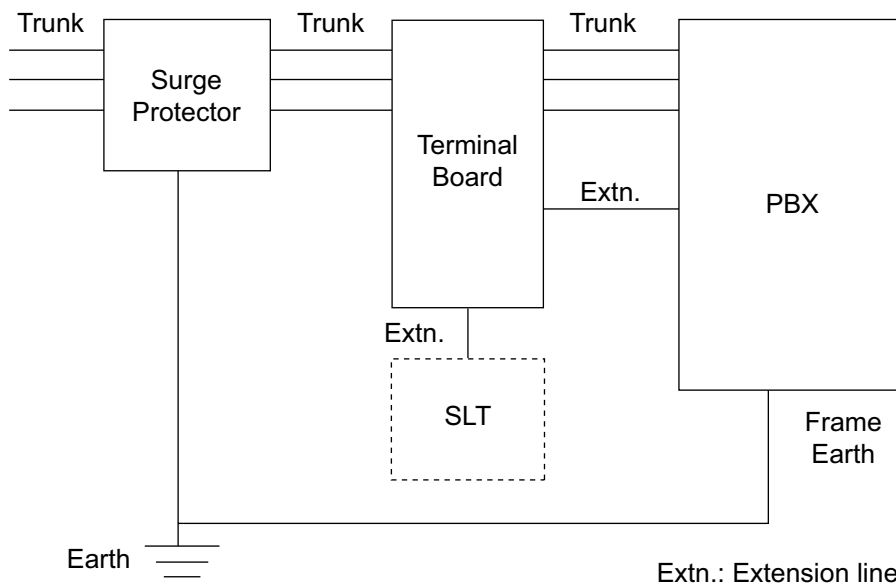 Trunk
Trunk
Trunk
Surge
Protector
Terminal
Board
Extn.
PBX
Extn.
SLT
Frame
Earth
Earth
Extn.: Extension line